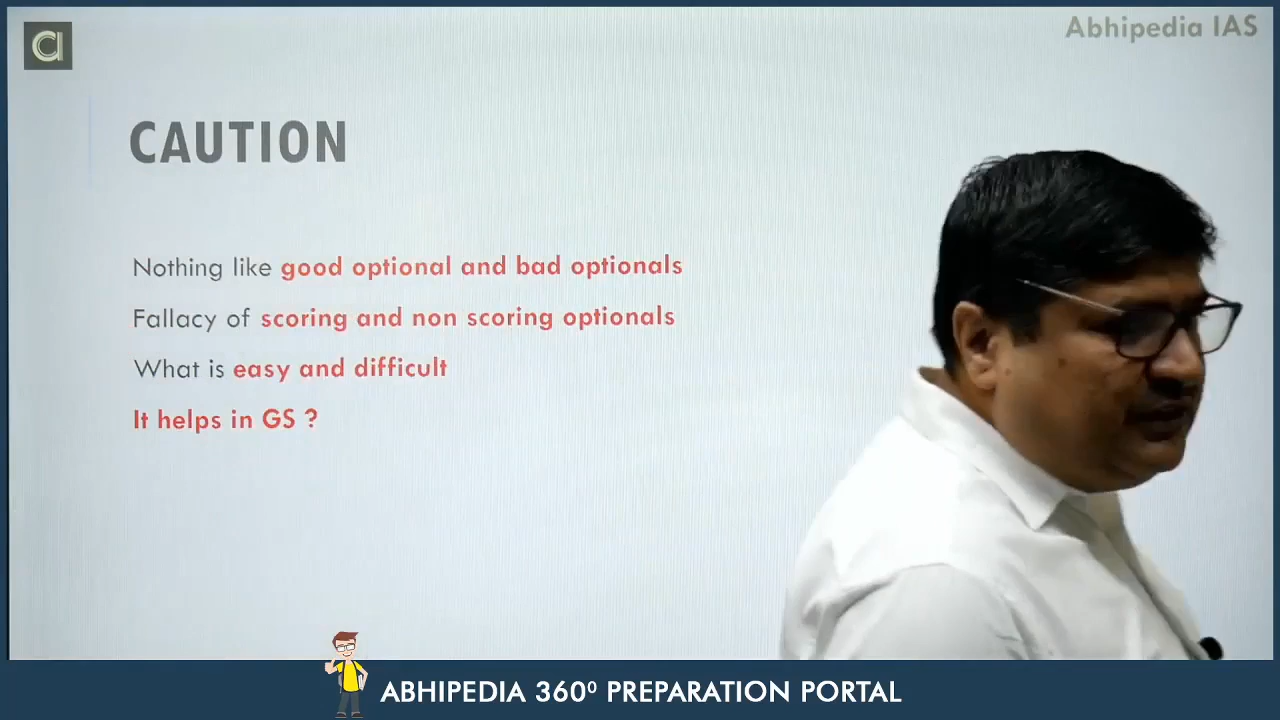 Abhipedia IAS
CAUTION
Nothing like good optional and bad optionals
Fallacy of scoring and non scoring optionals
What is easy and difficult
It helps in GS ?
ABHIPEDIA 360⁰ PREPARATION PORTAL